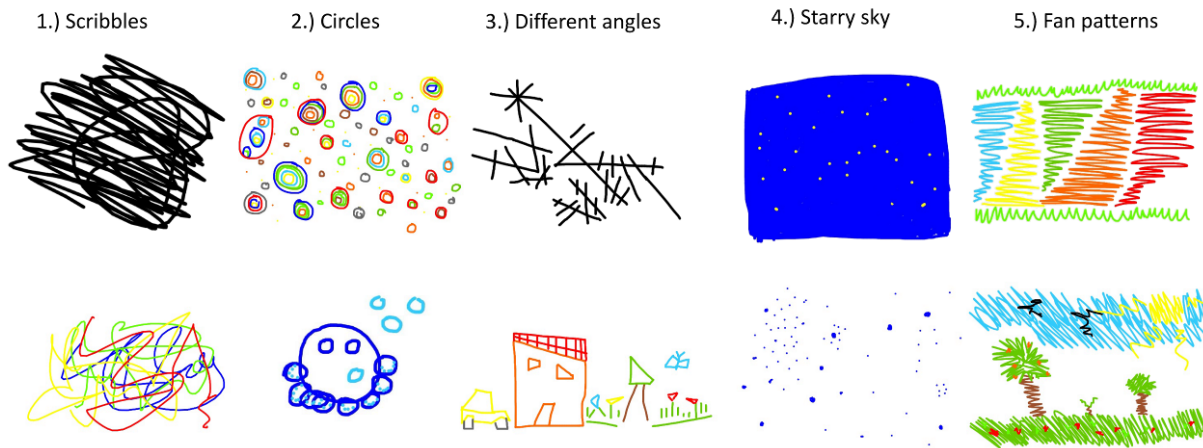 1.) Scribbles
2.) Circles
3.) Different angles
4.) Starry sky
5.) Fan patterns